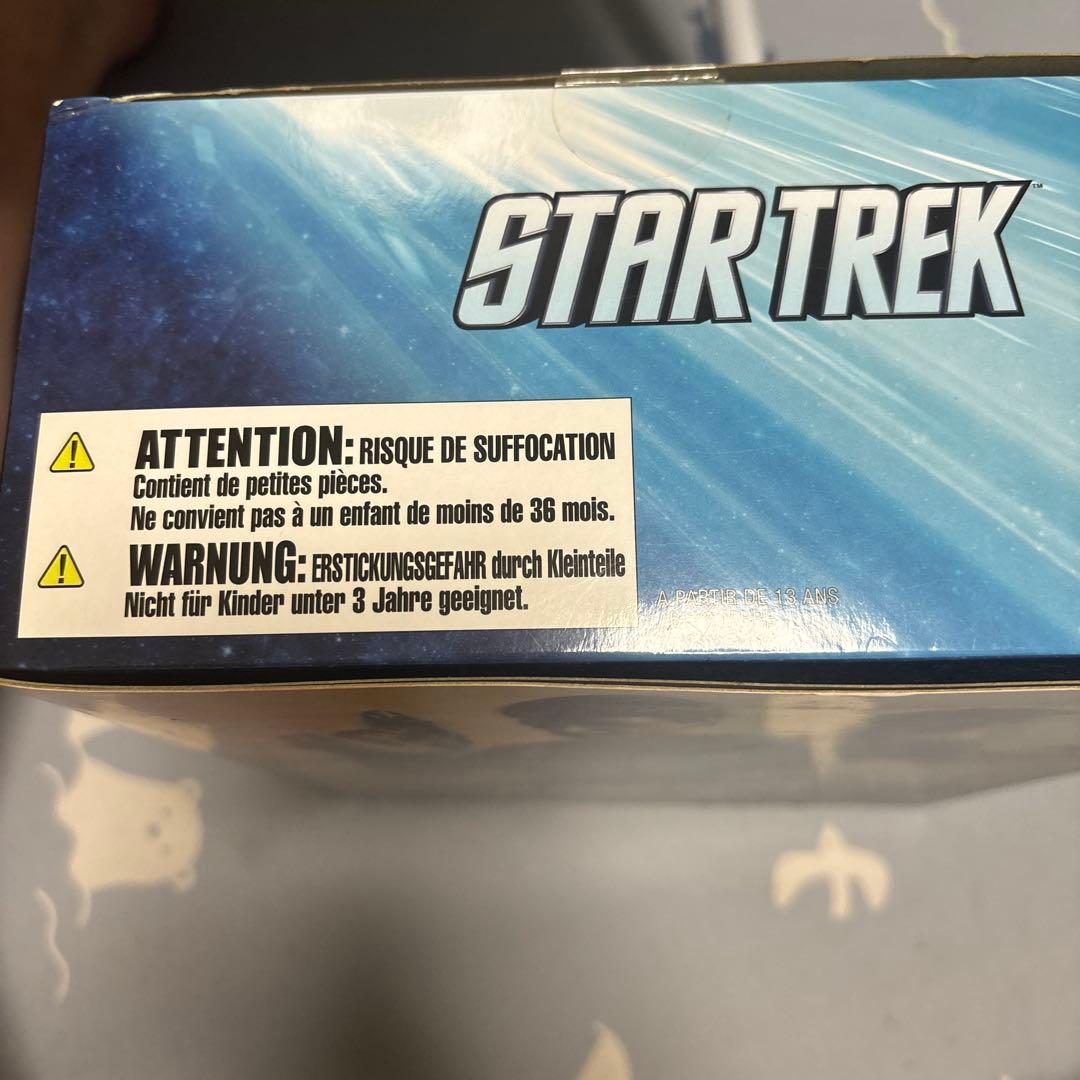 STAR TREK™
ATTENTION: RISQUE DE SUFFOCATION
Contient de petites pièces.
Ne convient pas à un enfant de moins de 36 mois.
WARNUNG: ERSTICKUNGSGEFAHR durch Kleinteile
Nicht für Kinder unter 3 Jahre geeignet.
A PARTIR DE 13 ANS